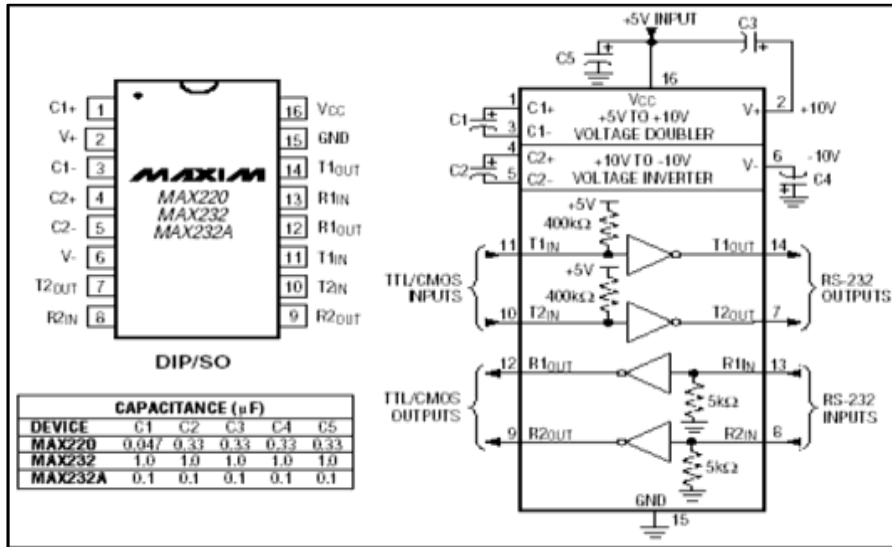 C1+ 1
V+ 2
C1- 3
C2+ 4
C2- 5
V- 6
T2OUT 7
R2IN 8
16 VCC
15 GND
14 T1OUT
13 R1IN
12 R1OUT
11 T1IN
10 T2IN
9 R2OUT
MAXIM
MAX220
MAX232
MAX232A
DIP/SO
CAPACITANCE (µF)
DEVICE C1 C2 C3 C4 C5
MAX220 0.047 0.33 0.33 0.33 0.33
MAX232 1.0 1.0 1.0 1.0 1.0
MAX232A 0.1 0.1 0.1 0.1 0.1
+5V INPUT
C3
C5
16
1 C1+
C1
3 C1-
VCC
+5V TO +10V
VOLTAGE DOUBLER
V+ 2 +10V
4 C2+
C2
5 C2-
+10V TO -10V
VOLTAGE INVERTER
V- 6 -10V
C4
+5V
400kΩ
11 T1IN T1OUT 14
+5V
400kΩ
10 T2IN T2OUT 7
TTL/CMOS
INPUTS
RS-232
OUTPUTS
12 R1OUT R1IN 13
5kΩ
9 R2OUT R2IN 8
5kΩ
TTL/CMOS
OUTPUTS
RS-232
INPUTS
GND
15